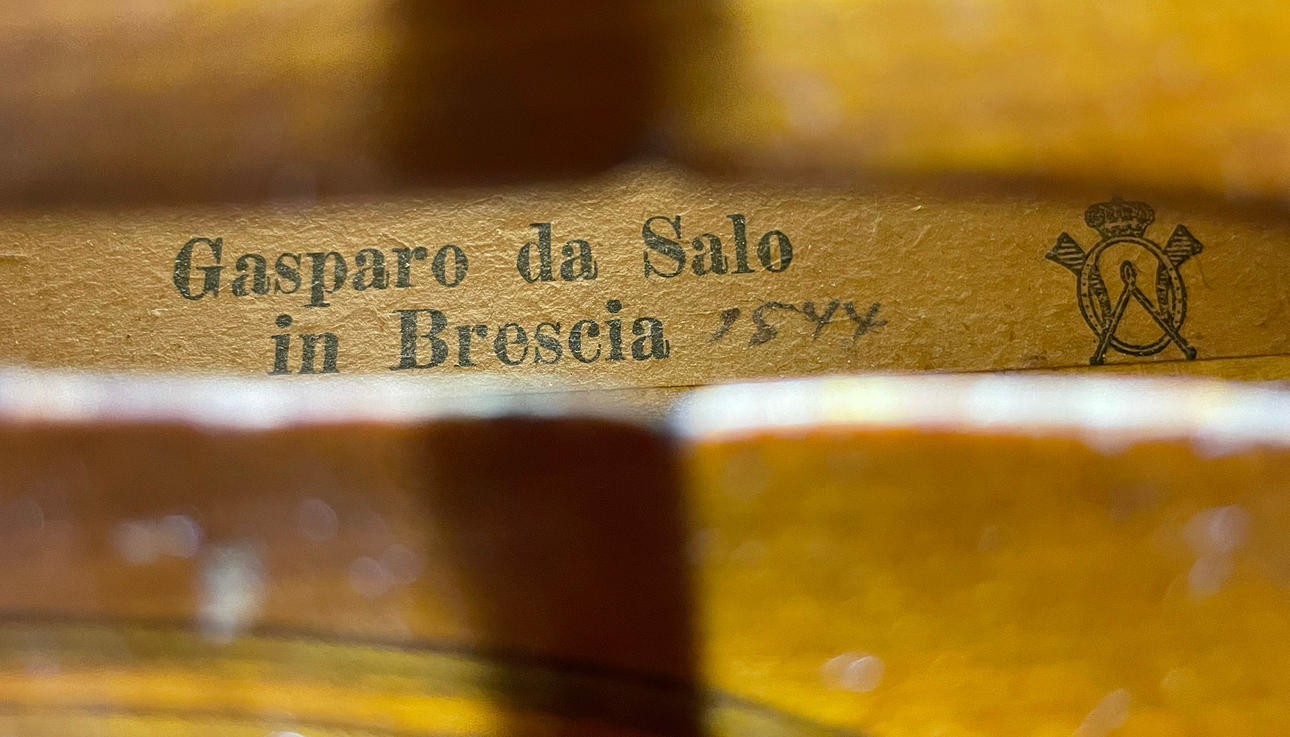 Gasparo da Salo
in Brescia 1544